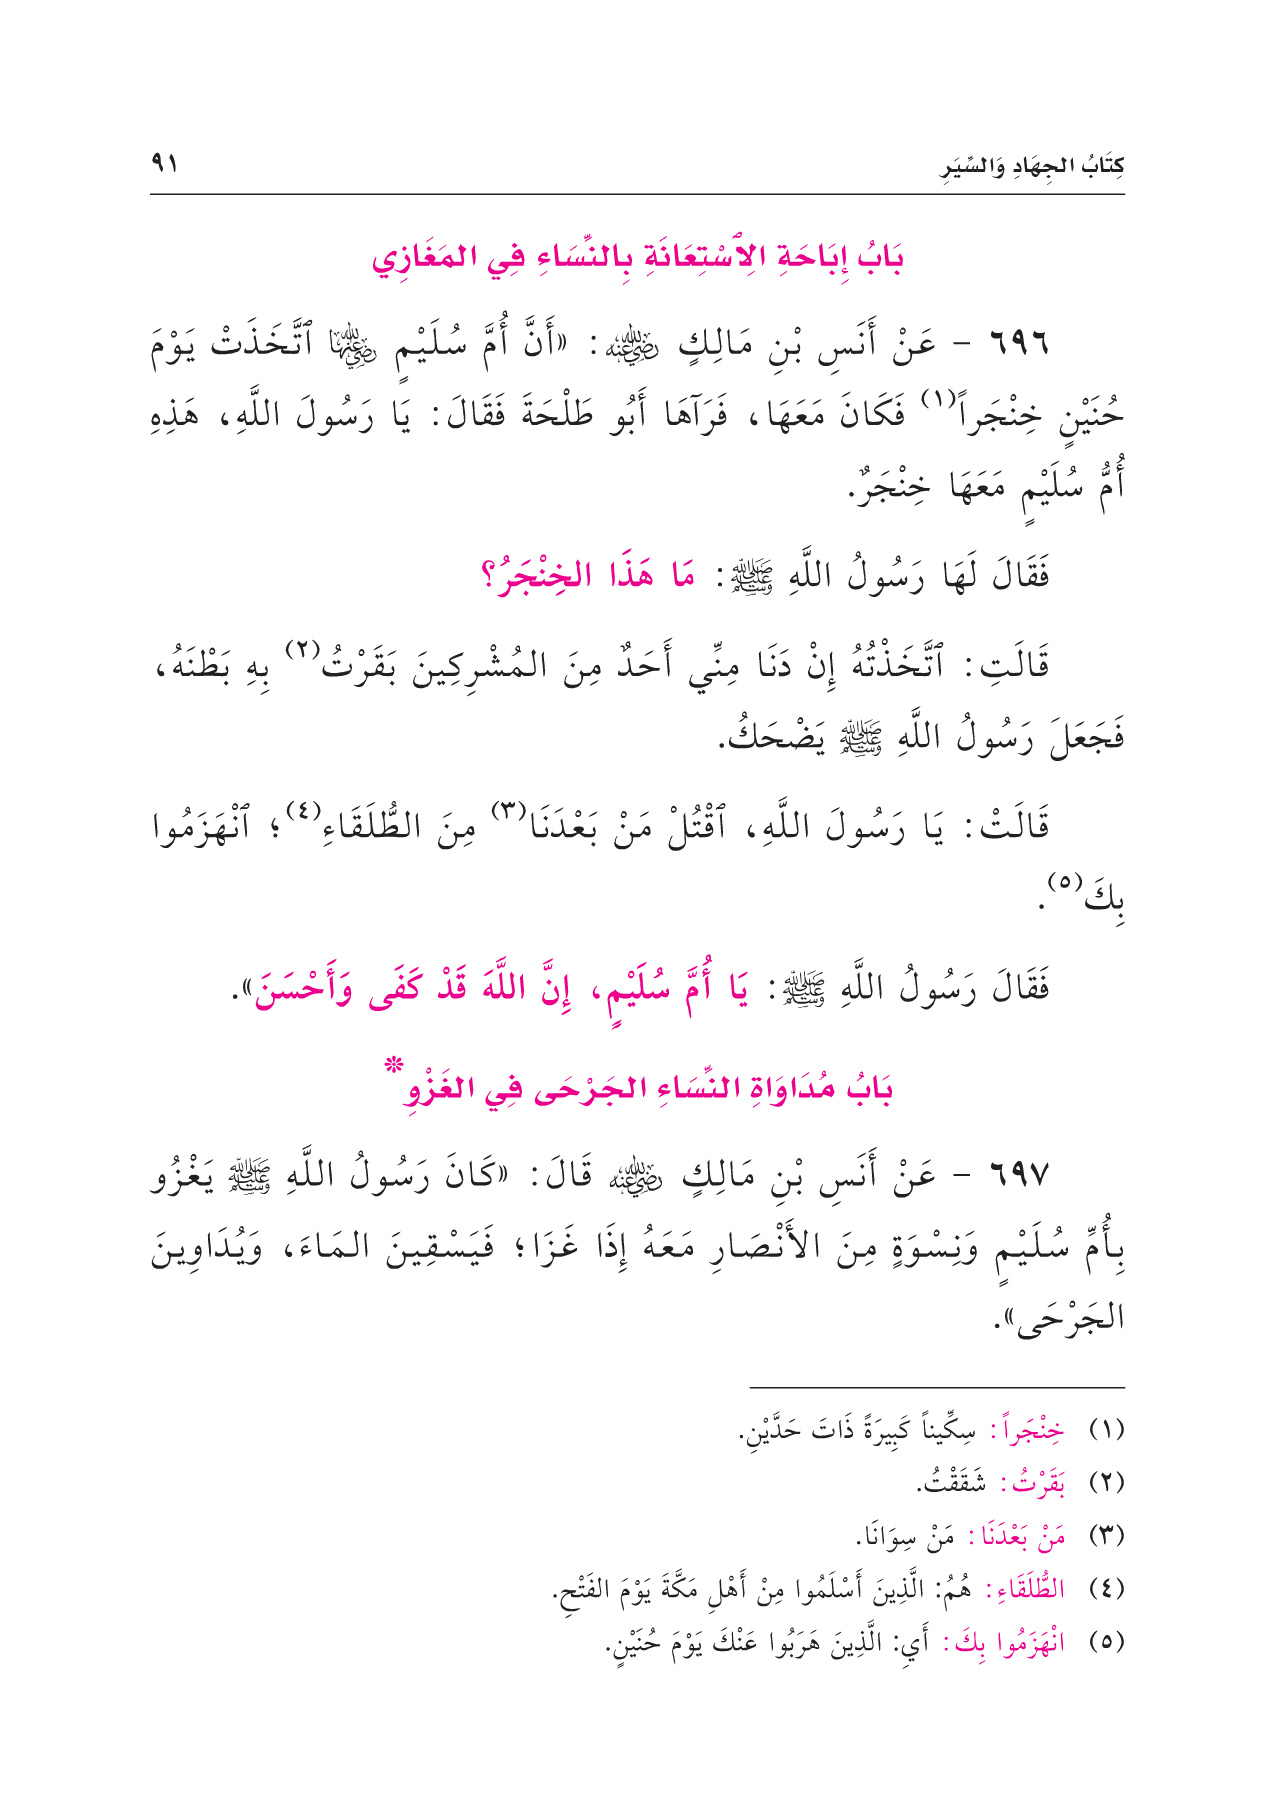 كِتَابُ الجِهَادِ وَالسِّيَرِ ٩١
بَابُ إِبَاحَةِ الِٱسْتِعَانَةِ بِالنِّسَاءِ فِي المَغَازِي
٦٩٦ - عَنْ أَنَسِ بْنِ مَالِكٍ رضي الله عنه: «أَنَّ أُمَّ سُلَيْمٍ رضي الله عنها ٱتَّخَذَتْ يَوْمَ
حُنَيْنٍ خِنْجَراً(١) فَكَانَ مَعَهَا، فَرَآهَا أَبُو طَلْحَةَ فَقَالَ: يَا رَسُولَ اللَّهِ، هَذِهِ
أُمُّ سُلَيْمٍ مَعَهَا خِنْجَرٌ.
فَقَالَ لَهَا رَسُولُ اللَّهِ ﷺ: مَا هَذَا الخِنْجَرُ؟
قَالَتِ: ٱتَّخَذْتُهُ إِنْ دَنَا مِنِّي أَحَدٌ مِنَ المُشْرِكِينَ بَقَرْتُ(٢) بِهِ بَطْنَهُ،
فَجَعَلَ رَسُولُ اللَّهِ ﷺ يَضْحَكُ.
قَالَتْ: يَا رَسُولَ اللَّهِ، ٱقْتُلْ مَنْ بَعْدَنَا(٣) مِنَ الطُّلَقَاءِ(٤)؛ ٱنْهَزَمُوا
بِكَ(٥).
فَقَالَ رَسُولُ اللَّهِ ﷺ: يَا أُمَّ سُلَيْمٍ، إِنَّ اللَّهَ قَدْ كَفَى وَأَحْسَنَ».
بَابُ مُدَاوَاةِ النِّسَاءِ الجَرْحَى فِي الغَزْوِ*
٦٩٧ - عَنْ أَنَسِ بْنِ مَالِكٍ رضي الله عنه قَالَ: «كَانَ رَسُولُ اللَّهِ ﷺ يَغْزُو
بِأُمِّ سُلَيْمٍ وَنِسْوَةٍ مِنَ الأَنْصَارِ مَعَهُ إِذَا غَزَا؛ فَيَسْقِينَ المَاءَ، وَيُدَاوِينَ
الجَرْحَى».
(١) خِنْجَراً: سِكِّيناً كَبِيرَةً ذَاتَ حَدَّيْنِ.
(٢) بَقَرْتُ: شَقَقْتُ.
(٣) مَنْ بَعْدَنَا: مَنْ سِوَانَا.
(٤) الطُّلَقَاءِ: هُمُ: الَّذِينَ أَسْلَمُوا مِنْ أَهْلِ مَكَّةَ يَوْمَ الفَتْحِ.
(٥) انْهَزَمُوا بِكَ: أَيِ: الَّذِينَ هَرَبُوا عَنْكَ يَوْمَ حُنَيْنٍ.